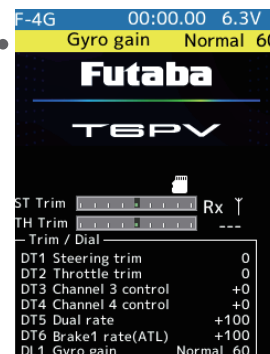 F-4G 00:00.00 6.3V
Gyro gain Normal 60
Futaba
T6PV
ST Trim Rx
TH Trim ---
Trim / Dial
DT1 Steering trim 0
DT2 Throttle trim 0
DT3 Channel 3 control +0
DT4 Channel 4 control +0
DT5 Dual rate +100
DT6 Brake1 rate(ATL) +100
DL1 Gyro gain Normal 60